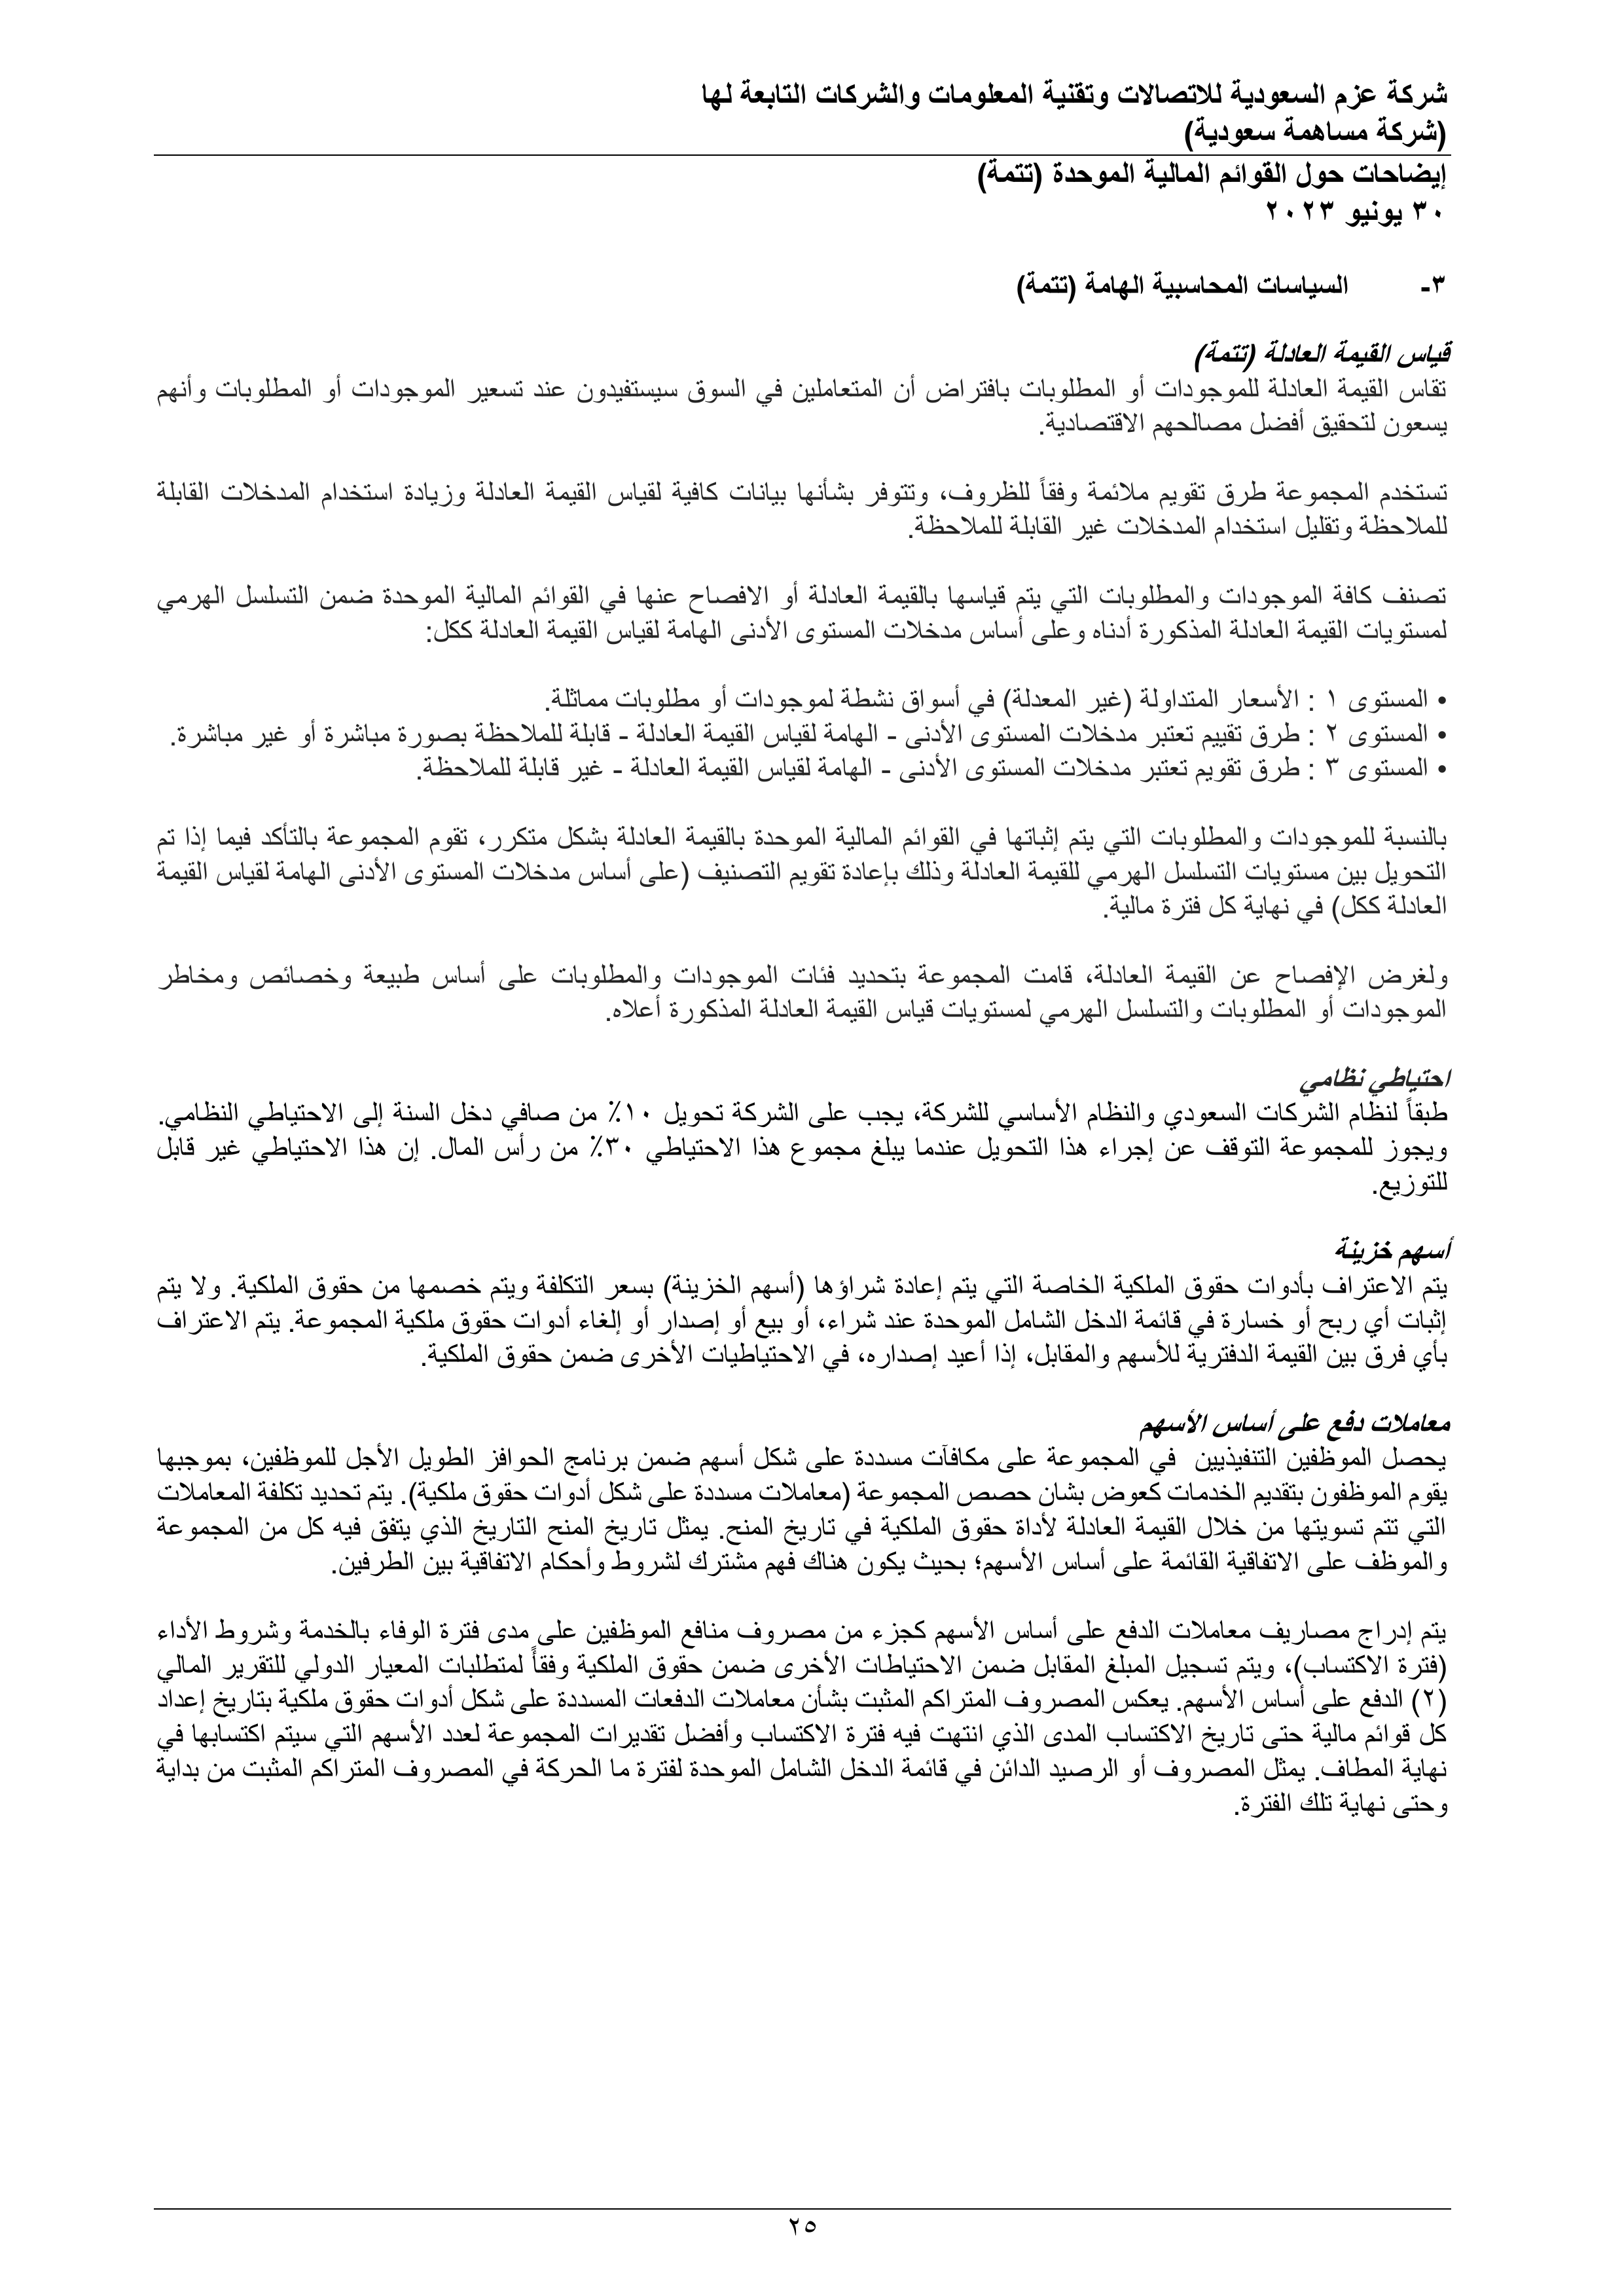 شركة عزم السعودية للاتصالات وتقنية المعلومات والشركات التابعة لها
(شركة مساهمة سعودية)
إيضاحات حول القوائم المالية الموحدة (تتمة)
٣٠ يونيو ٢٠٢٣
٣- السياسات المحاسبية الهامة (تتمة)
قياس القيمة العادلة (تتمة)
تقاس القيمة العادلة للموجودات أو المطلوبات بافتراض أن المتعاملين في السوق سيستفيدون عند تسعير الموجودات أو المطلوبات وأنهم
يسعون لتحقيق أفضل مصالحهم الاقتصادية.
تستخدم المجموعة طرق تقويم ملائمة وفقاً للظروف، وتتوفر بشأنها بيانات كافية لقياس القيمة العادلة وزيادة استخدام المدخلات القابلة
للملاحظة وتقليل استخدام المدخلات غير القابلة للملاحظة.
تصنف كافة الموجودات والمطلوبات التي يتم قياسها بالقيمة العادلة أو الافصاح عنها في القوائم المالية الموحدة ضمن التسلسل الهرمي
لمستويات القيمة العادلة المذكورة أدناه وعلى أساس مدخلات المستوى الأدنى الهامة لقياس القيمة العادلة ككل:
• المستوى ١ : الأسعار المتداولة (غير المعدلة) في أسواق نشطة لموجودات أو مطلوبات مماثلة.
• المستوى ٢ : طرق تقييم تعتبر مدخلات المستوى الأدنى - الهامة لقياس القيمة العادلة - قابلة للملاحظة بصورة مباشرة أو غير مباشرة.
• المستوى ٣ : طرق تقويم تعتبر مدخلات المستوى الأدنى - الهامة لقياس القيمة العادلة - غير قابلة للملاحظة.
بالنسبة للموجودات والمطلوبات التي يتم إثباتها في القوائم المالية الموحدة بالقيمة العادلة بشكل متكرر، تقوم المجموعة بالتأكد فيما إذا تم
التحويل بين مستويات التسلسل الهرمي للقيمة العادلة وذلك بإعادة تقويم التصنيف (على أساس مدخلات المستوى الأدنى الهامة لقياس القيمة
العادلة ككل) في نهاية كل فترة مالية.
ولغرض الإفصاح عن القيمة العادلة، قامت المجموعة بتحديد فئات الموجودات والمطلوبات على أساس طبيعة وخصائص ومخاطر
الموجودات أو المطلوبات والتسلسل الهرمي لمستويات قياس القيمة العادلة المذكورة أعلاه.
احتياطي نظامي
طبقاً لنظام الشركات السعودي والنظام الأساسي للشركة، يجب على الشركة تحويل ١٠٪ من صافي دخل السنة إلى الاحتياطي النظامي.
ويجوز للمجموعة التوقف عن إجراء هذا التحويل عندما يبلغ مجموع هذا الاحتياطي ٣٠٪ من رأس المال. إن هذا الاحتياطي غير قابل
للتوزيع.
أسهم خزينة
يتم الاعتراف بأدوات حقوق الملكية الخاصة التي يتم إعادة شراؤها (أسهم الخزينة) بسعر التكلفة ويتم خصمها من حقوق الملكية. ولا يتم
إثبات أي ربح أو خسارة في قائمة الدخل الشامل الموحدة عند شراء، أو بيع أو إصدار أو إلغاء أدوات حقوق ملكية المجموعة. يتم الاعتراف
بأي فرق بين القيمة الدفترية للأسهم والمقابل، إذا أعيد إصداره، في الاحتياطيات الأخرى ضمن حقوق الملكية.
معاملات دفع على أساس الأسهم
يحصل الموظفين التنفيذيين في المجموعة على مكافآت مسددة على شكل أسهم ضمن برنامج الحوافز الطويل الأجل للموظفين، بموجبها
يقوم الموظفون بتقديم الخدمات كعوض بشان حصص المجموعة (معاملات مسددة على شكل أدوات حقوق ملكية). يتم تحديد تكلفة المعاملات
التي تتم تسويتها من خلال القيمة العادلة لأداة حقوق الملكية في تاريخ المنح. يمثل تاريخ المنح التاريخ الذي يتفق فيه كل من المجموعة
والموظف على الاتفاقية القائمة على أساس الأسهم؛ بحيث يكون هناك فهم مشترك لشروط وأحكام الاتفاقية بين الطرفين.
يتم إدراج مصاريف معاملات الدفع على أساس الأسهم كجزء من مصروف منافع الموظفين على مدى فترة الوفاء بالخدمة وشروط الأداء
(فترة الاكتساب)، ويتم تسجيل المبلغ المقابل ضمن الاحتياطات الأخرى ضمن حقوق الملكية وفقاً لمتطلبات المعيار الدولي للتقرير المالي
(٢) الدفع على أساس الأسهم. يعكس المصروف المتراكم المثبت بشأن معاملات الدفعات المسددة على شكل أدوات حقوق ملكية بتاريخ إعداد
كل قوائم مالية حتى تاريخ الاكتساب المدى الذي انتهت فيه فترة الاكتساب وأفضل تقديرات المجموعة لعدد الأسهم التي سيتم اكتسابها في
نهاية المطاف. يمثل المصروف أو الرصيد الدائن في قائمة الدخل الشامل الموحدة لفترة ما الحركة في المصروف المتراكم المثبت من بداية
وحتى نهاية تلك الفترة.
٢٥